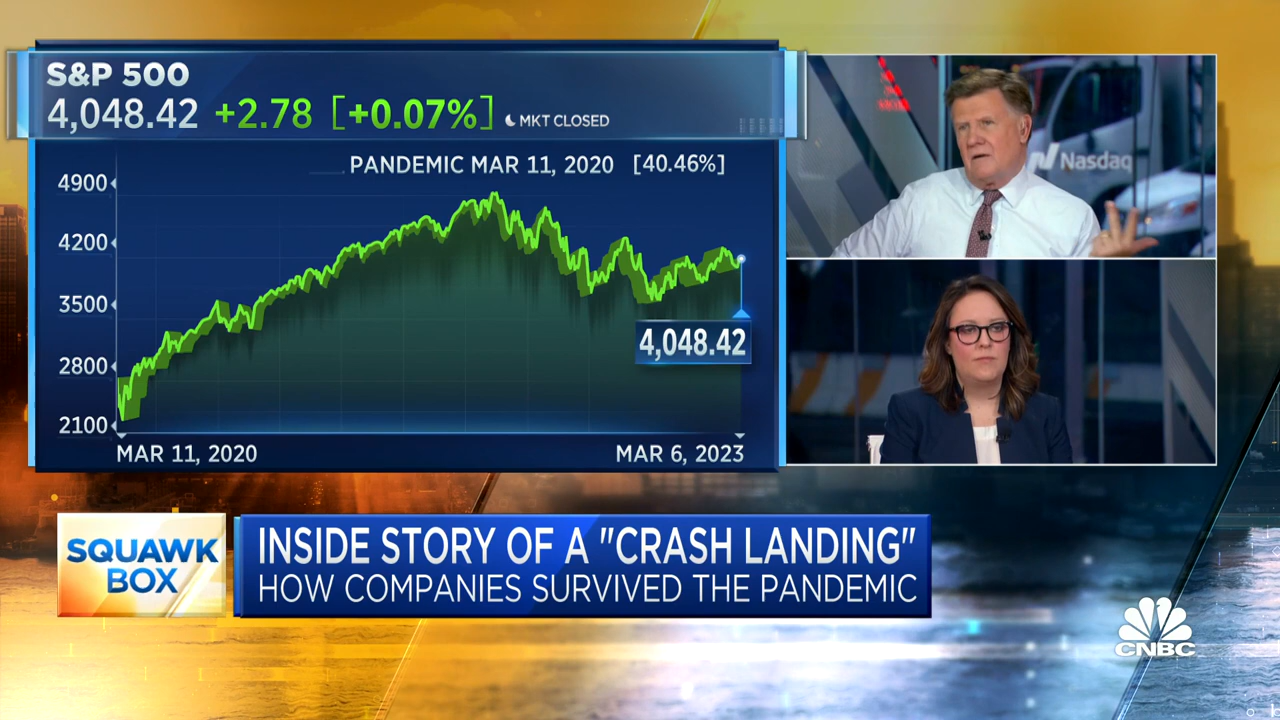 S&P 500
4,048.42 +2.78 [+0.07%] MKT CLOSED
PANDEMIC MAR 11, 2020 [40.46%]
4900
4200
3500
2800
2100
4,048.42
MAR 11, 2020 MAR 6, 2023
Nasdaq
SQUAWK
BOX
INSIDE STORY OF A "CRASH LANDING"
HOW COMPANIES SURVIVED THE PANDEMIC
CNBC